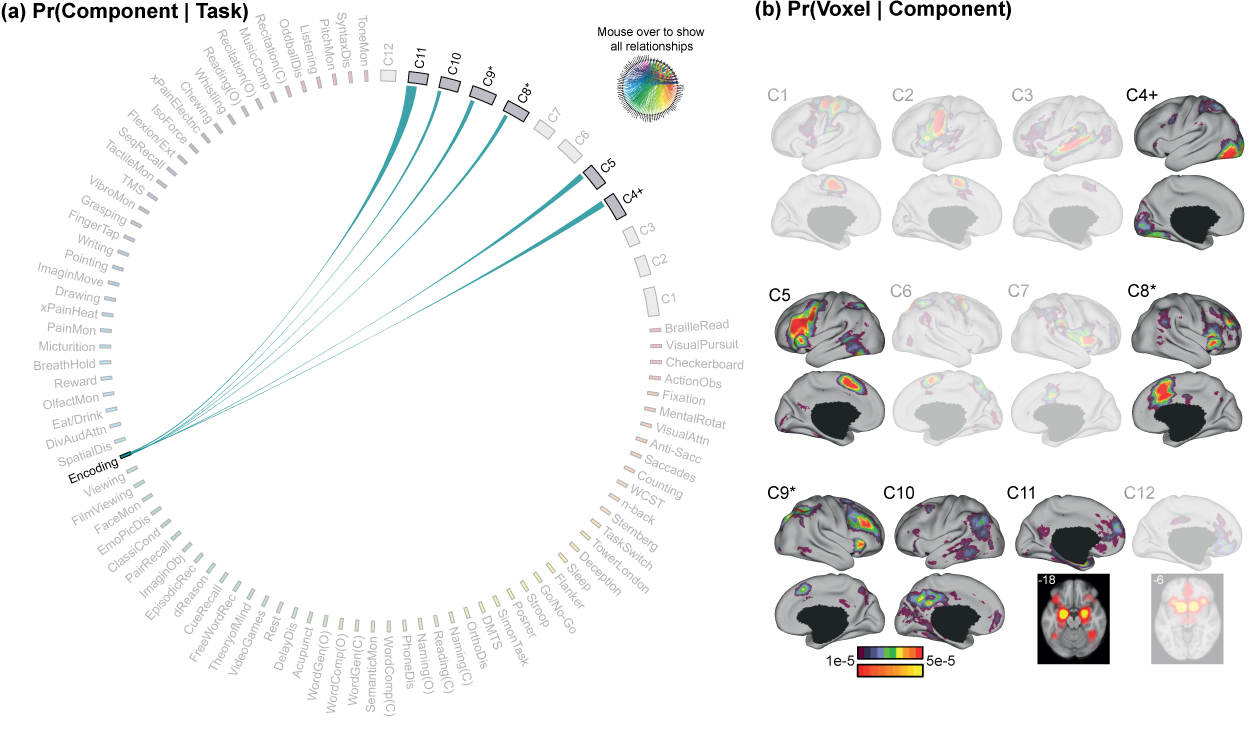 (a) Pr(Component | Task)
(b) Pr(Voxel | Component)
Mouse over to show
all relationships
C12
C11
C10
C9*
C8*
C7
C6
C5
C4+
C3
C2
C1
BrailleRead
VisualPursuit
Checkerboard
ActionObs
Fixation
MentalRotat
VisualAttn
Anti-Sacc
Saccades
Counting
WCST
n-back
Sternberg
TaskSwitch
TowerLondon
Deception
Sleep
Flanker
Go/No-Go
Stroop
Posner
SimonTask
DMTS
OrthoDis
Naming(C)
Reading(C)
Naming(O)
PhoneDis
WordComp(C)
SemanticMon
WordGen(C)
WordComp(O)
WordGen(O)
Acupunct
DelayDis
Rest
VideoGames
TheoryofMind
FreeWordRec
CueRecall
dReason
EpisodicRec
ImaginObj
PairRecall
ClassiCond
EmoPicDis
FaceMon
FilmViewing
Viewing
Encoding
SpatialDis
DivAudAttn
Eat/Drink
OlfactMon
Reward
BreathHold
Micturition
PainMon
xPainHeat
Drawing
ImaginMove
Pointing
Writing
FingerTap
Grasping
VibroMon
TMS
TactileMon
SeqRecall
Flexion/Ext
IsoForce
xPainElectric
Chewing
Whistling
Reading(O)
Recitation(O)
MusicComp
Recitation(C)
OddballDis
Listening
PitchMon
SyntaxDis
ToneMon
C1
C2
C3
C4+
C5
C6
C7
C8*
C9*
C10
C11
C12
-18
-6
1e-5
5e-5